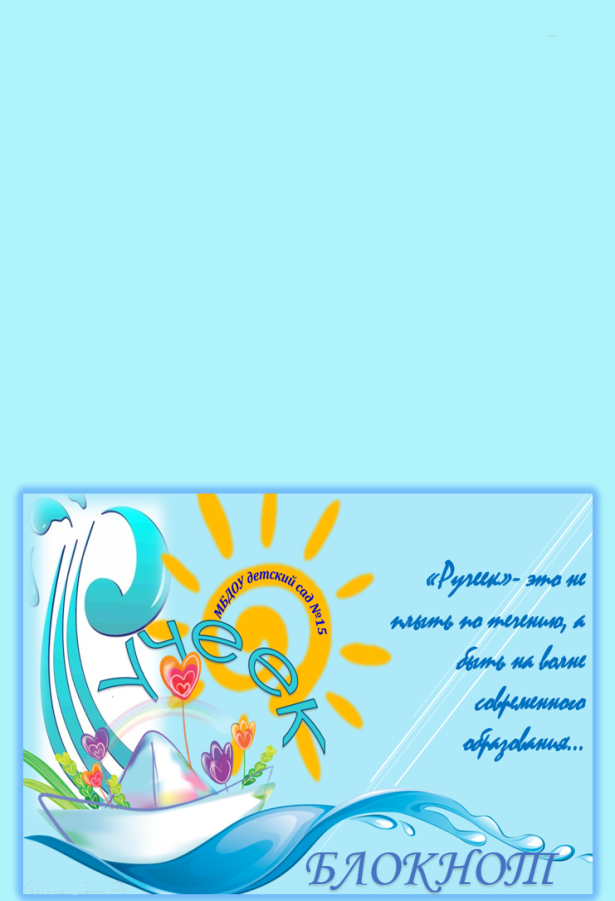 МБДОУ детский сад №15
Ручеек
«Ручеек»- это не
плыть по течению, а
быть на волне
современного
образования...
БЛОКНОТ